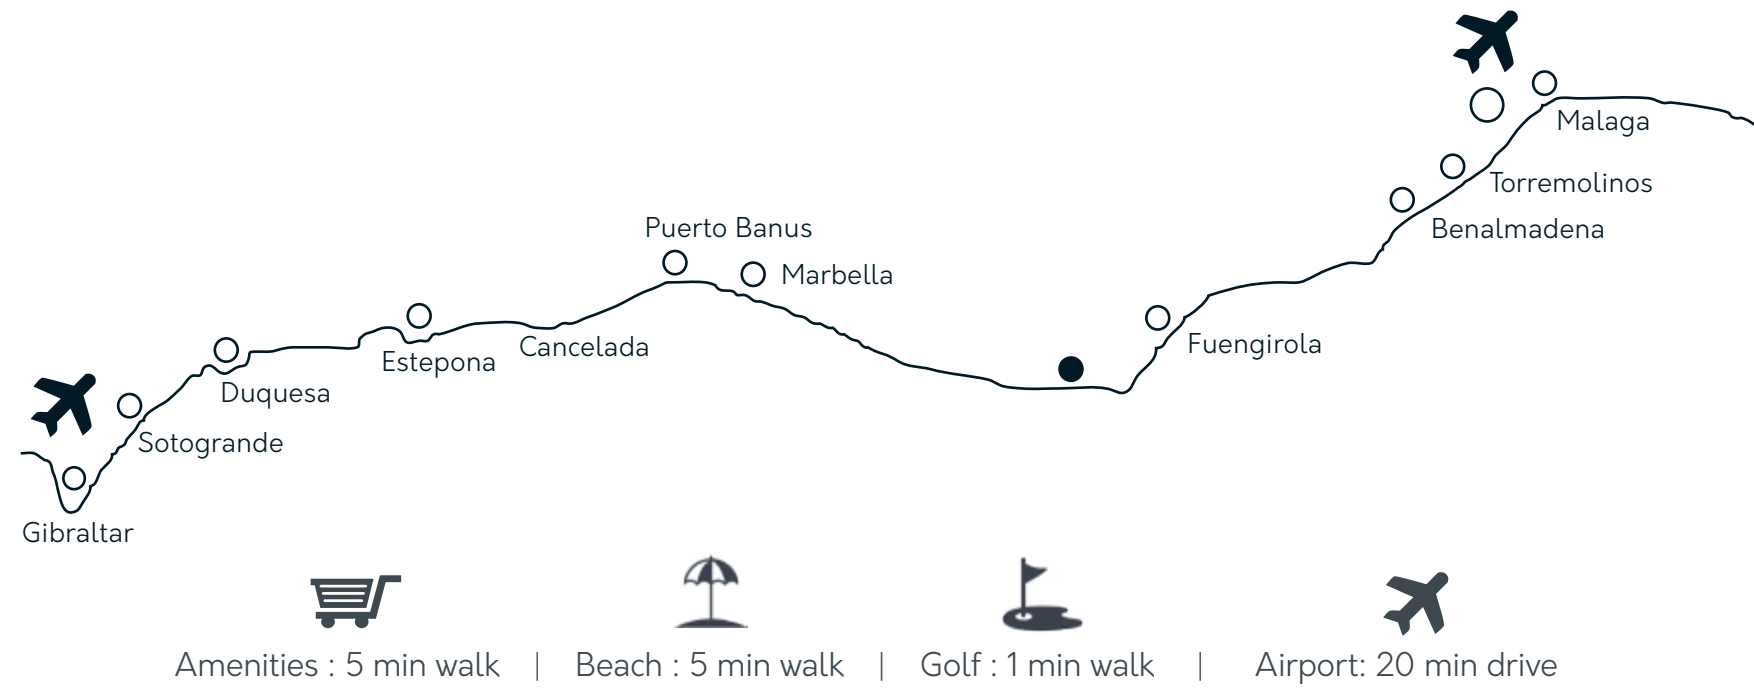 Malaga
Torremolinos
Benalmadena
Puerto Banus
Marbella
Fuengirola
Cancelada
Estepona
Duquesa
Sotogrande
Gibraltar
Amenities : 5 min walk | Beach : 5 min walk | Golf : 1 min walk | Airport: 20 min drive